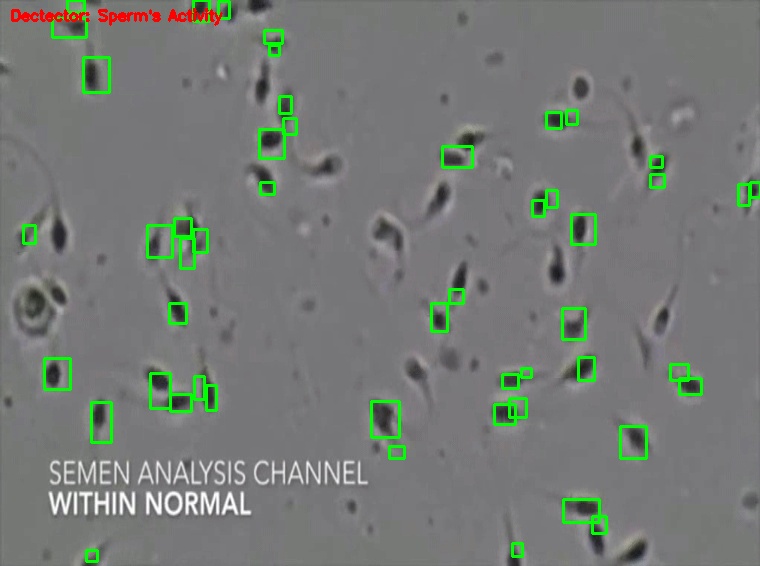 Dectector: Sperm's Activity
SEMEN ANALYSIS CHANNEL
WITHIN NORMAL